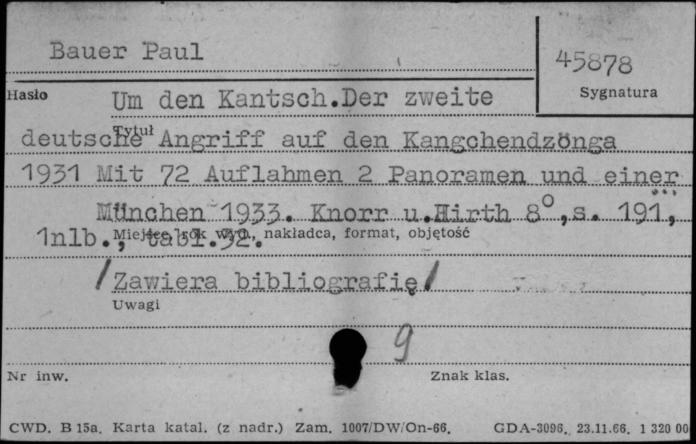 Bauer Paul
45878
Hasło
Sygnatura
Um den Kantsch.Der zweite
Tytuł
deutsche Angriff auf den Kangchendzönga
1931 Mit 72 Auflahmen 2 Panoramen und einer
München 1933. Knorr u.Hirth 8°,s. 191,
1nlb., tabl.32.
Miejsce, rok wyd., nakładca, format, objętość
/Zawiera bibliografię/
Uwagi
9
Nr inw.
Znak klas.
CWD. B 15a. Karta katal. (z nadr.) Zam. 1007/DW/On-66. GDA-3096. 23.11.66. 1 320 00